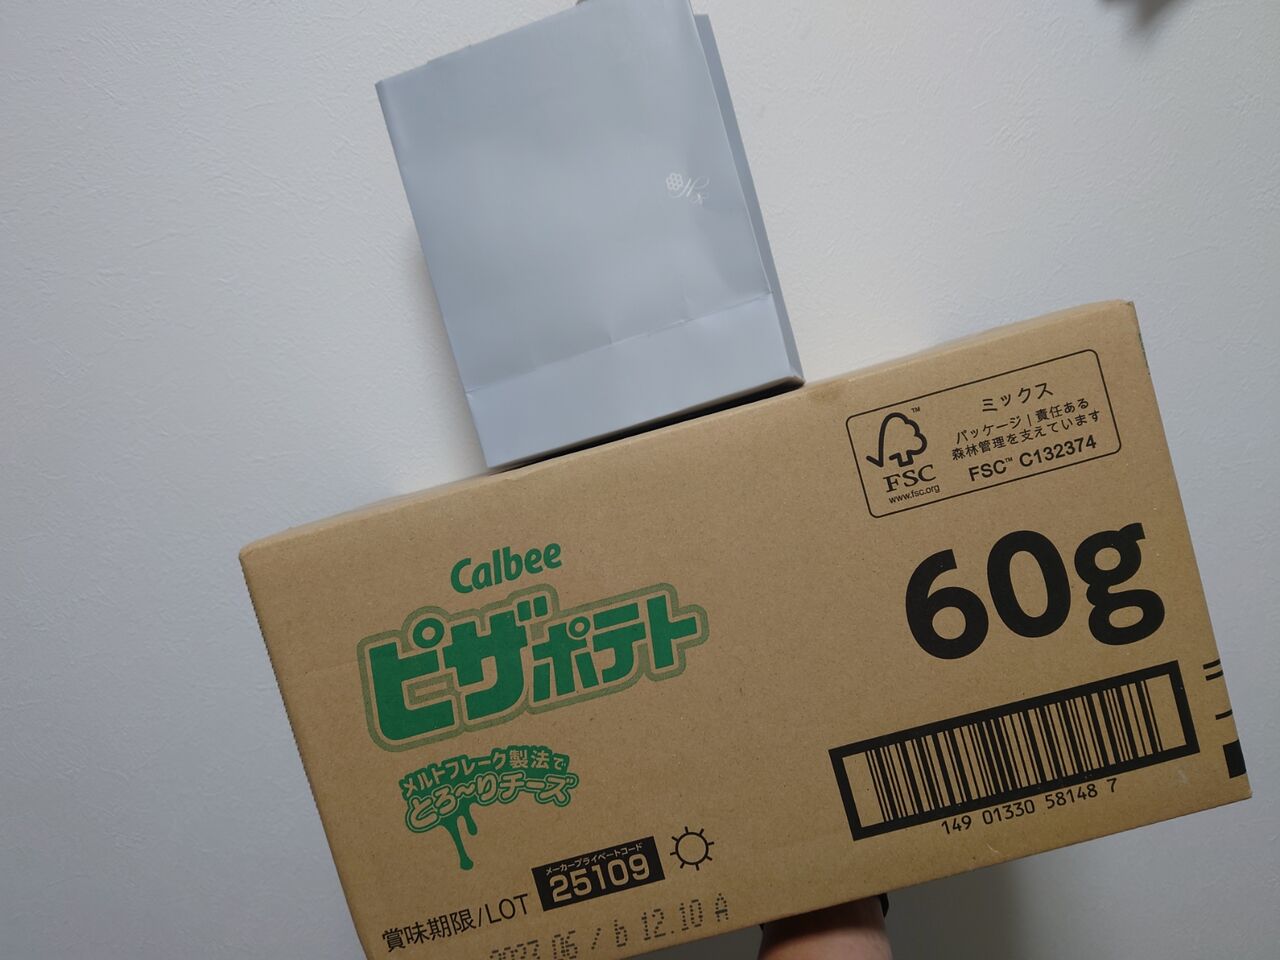 ミックス
パッケージ|責任ある
森林管理を支えています
FSC™ C132374
FSC
www.fsc.org
60g
Calbee
ピザポテト
メルトフレーク製法で
とろ〜りチーズ
149 01330 58148 7
メーカープライベートコード
25109
賞味期限/LOT
2023.06 / b 12.10 A